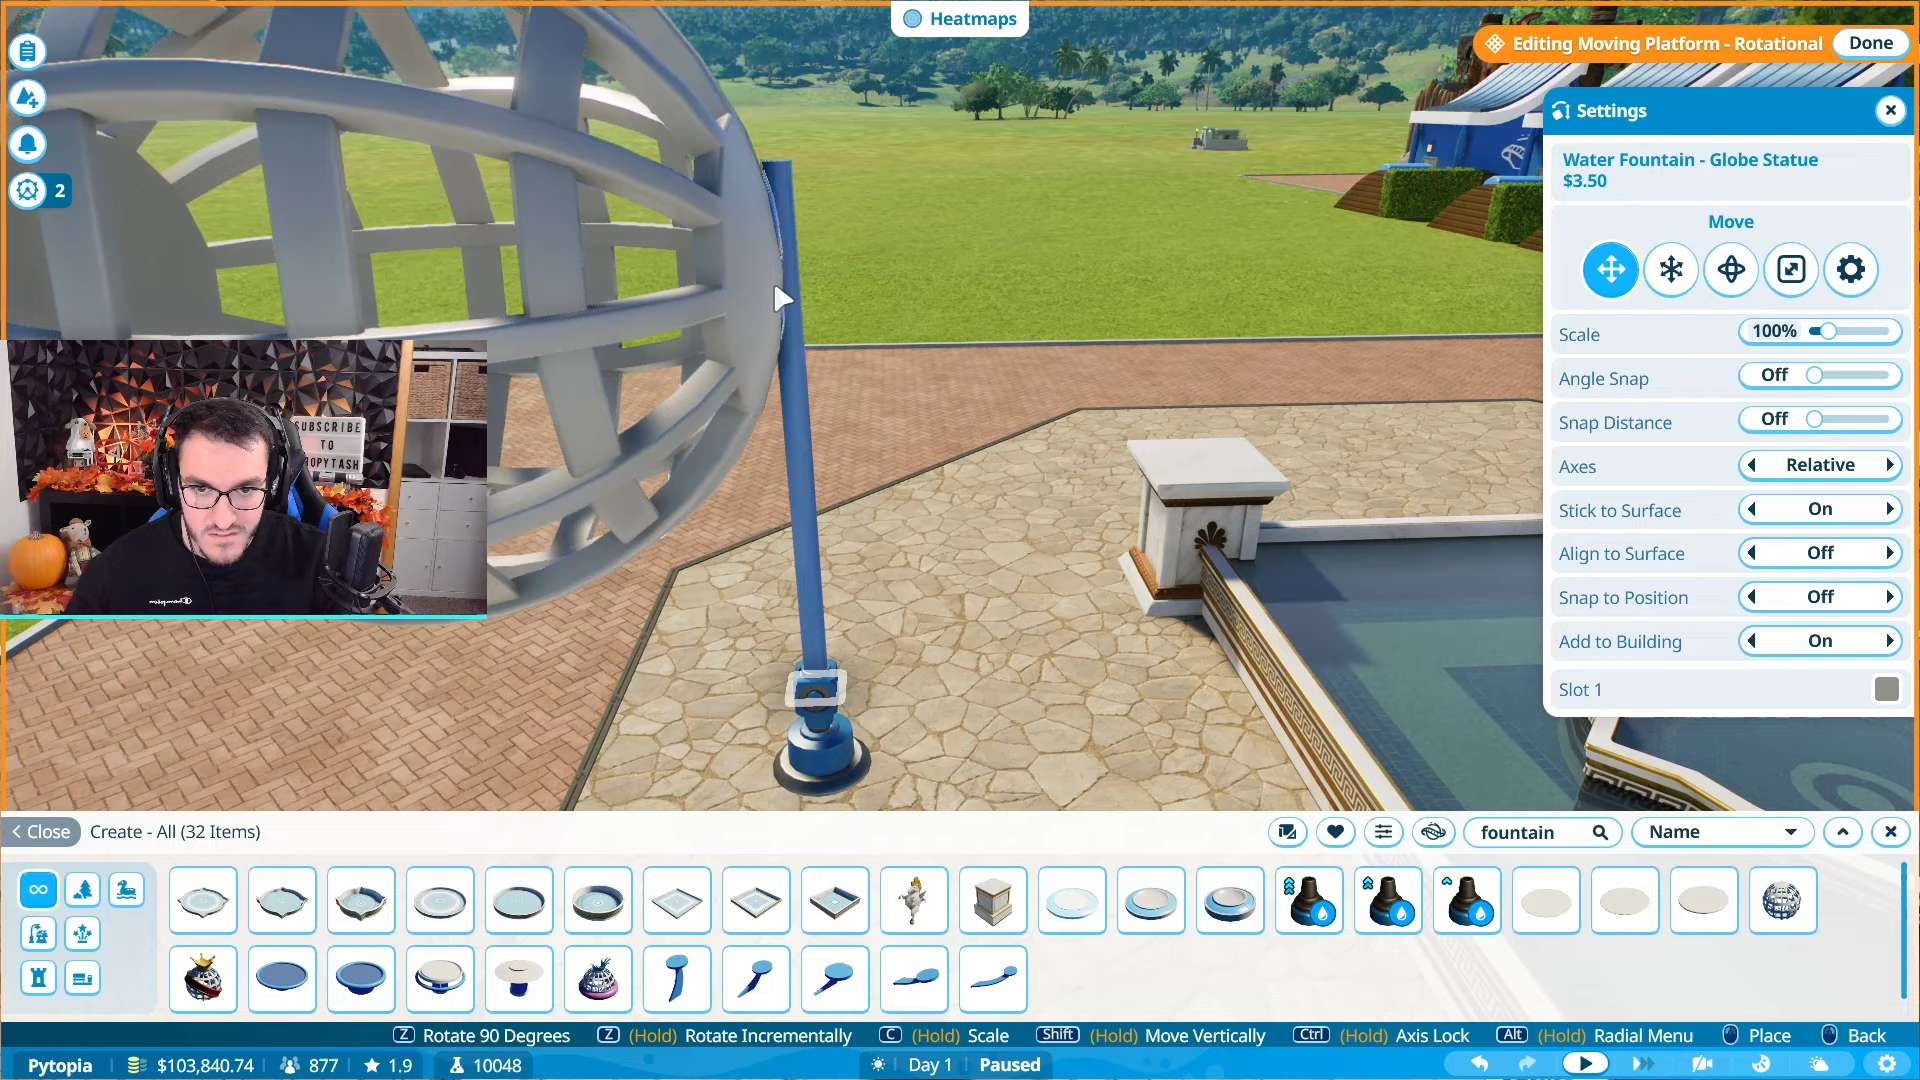 Heatmaps
Editing Moving Platform - Rotational
Done
2
Settings
Water Fountain - Globe Statue
$3.50
Move
Scale
100%
Angle Snap
Off
Snap Distance
Off
Axes
Relative
Stick to Surface
On
Align to Surface
Off
Snap to Position
Off
Add to Building
On
Slot 1
SUBSCRIBE
TO
Close
Create - All (32 Items)
fountain
Name
Z Rotate 90 Degrees
Z (Hold) Rotate Incrementally
C (Hold) Scale
Shift (Hold) Move Vertically
Ctrl (Hold) Axis Lock
Alt (Hold) Radial Menu
Place
Back
Pytopia
$103,840.74
877
1.9
10048
Day 1
Paused